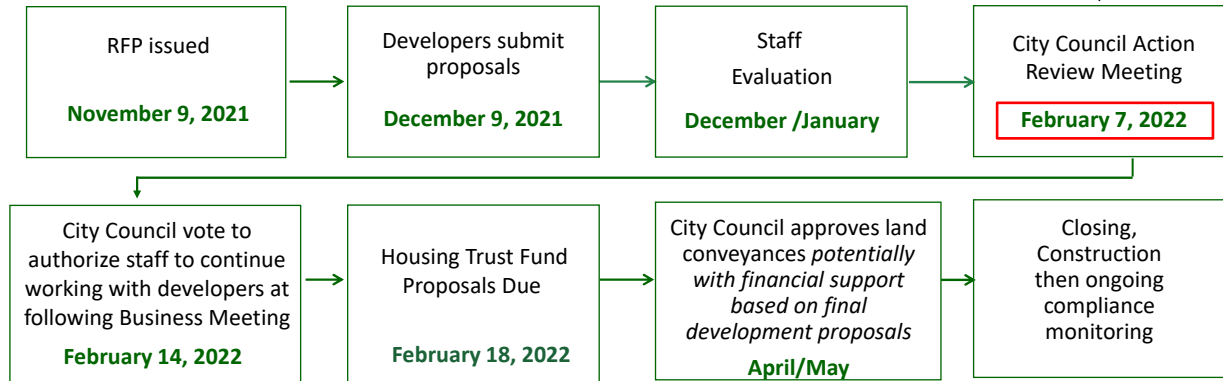 RFP issued
November 9, 2021
Developers submit
proposals
December 9, 2021
Staff
Evaluation
December /January
City Council Action
Review Meeting
February 7, 2022
City Council vote to
authorize staff to continue
working with developers at
following Business Meeting
February 14, 2022
Housing Trust Fund
Proposals Due
February 18, 2022
City Council approves land
conveyances potentially
with financial support
based on final
development proposals
April/May
Closing,
Construction
then ongoing
compliance
monitoring